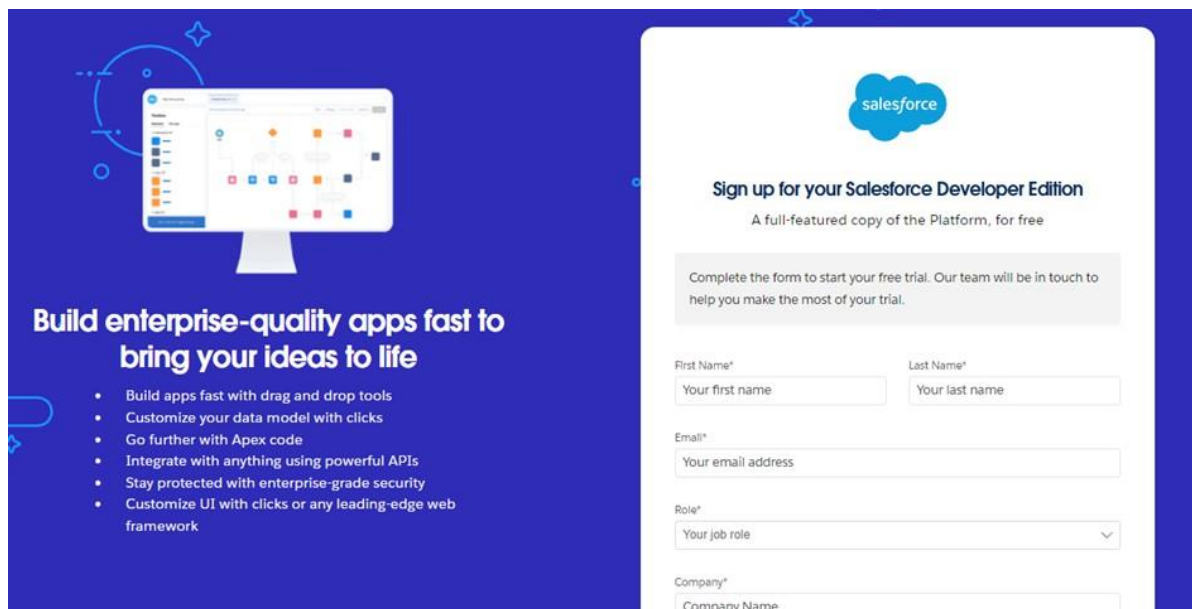 Build enterprise-quality apps fast to
bring your ideas to life
Build apps fast with drag and drop tools
Customize your data model with clicks
Go further with Apex code
Integrate with anything using powerful APIs
Stay protected with enterprise-grade security
Customize UI with clicks or any leading-edge web
framework
salesforce
Sign up for your Salesforce Developer Edition
A full-featured copy of the Platform, for free
Complete the form to start your free trial. Our team will be in touch to
help you make the most of your trial.
First Name* Last Name*
Your first name Your last name
Email*
Your email address
Role*
Your job role
Company*
Company Name